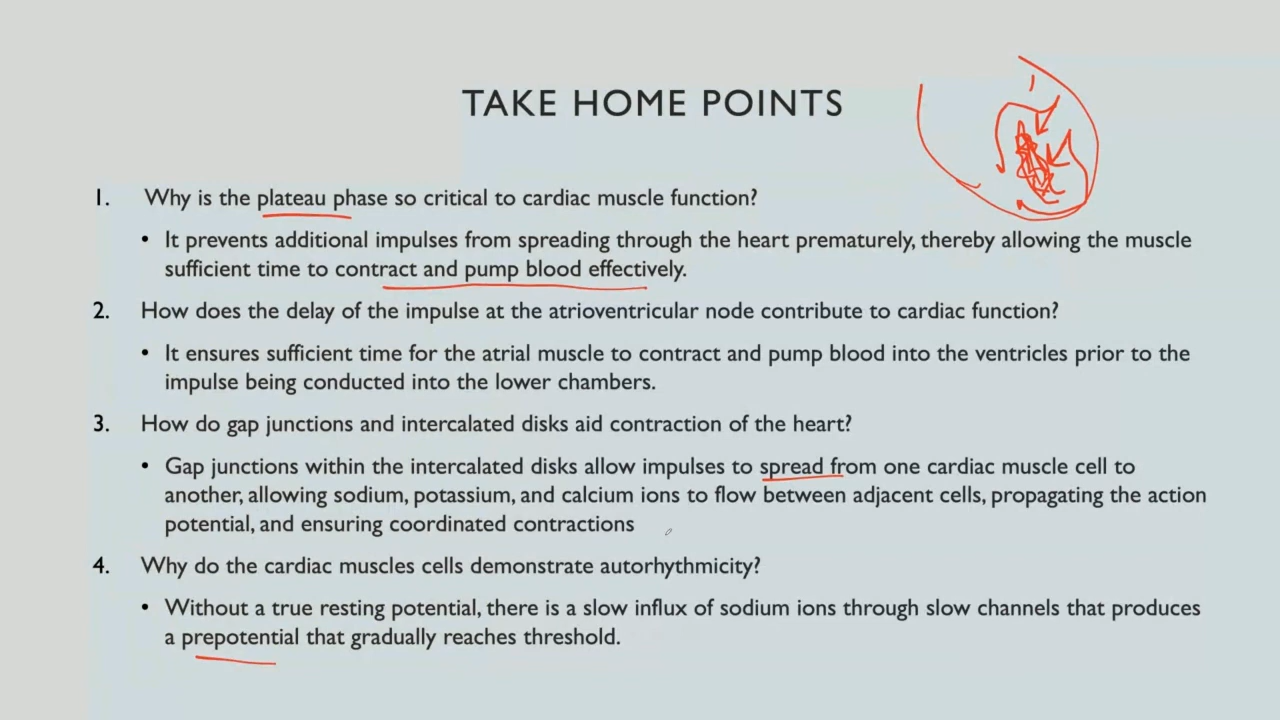 TAKE HOME POINTS
1. Why is the plateau phase so critical to cardiac muscle function?
• It prevents additional impulses from spreading through the heart prematurely, thereby allowing the muscle
sufficient time to contract and pump blood effectively.
2. How does the delay of the impulse at the atrioventricular node contribute to cardiac function?
• It ensures sufficient time for the atrial muscle to contract and pump blood into the ventricles prior to the
impulse being conducted into the lower chambers.
3. How do gap junctions and intercalated disks aid contraction of the heart?
• Gap junctions within the intercalated disks allow impulses to spread from one cardiac muscle cell to
another, allowing sodium, potassium, and calcium ions to flow between adjacent cells, propagating the action
potential, and ensuring coordinated contractions
4. Why do the cardiac muscles cells demonstrate autorhythmicity?
• Without a true resting potential, there is a slow influx of sodium ions through slow channels that produces
a prepotential that gradually reaches threshold.